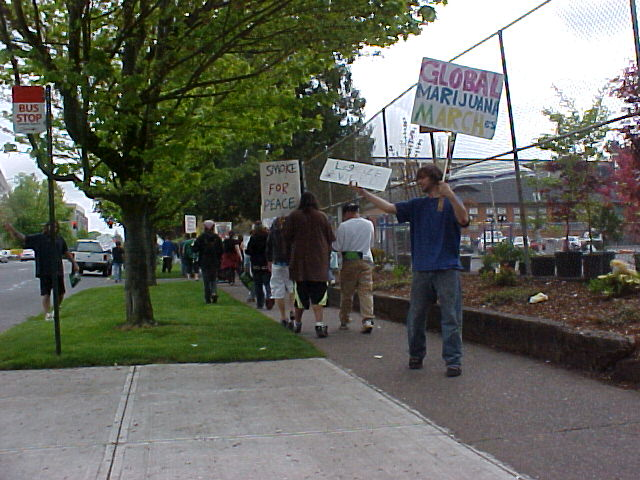 BUS
STOP
SMOKE
FOR
PEACE
GLOBAL
MARIJUANA
MARCH